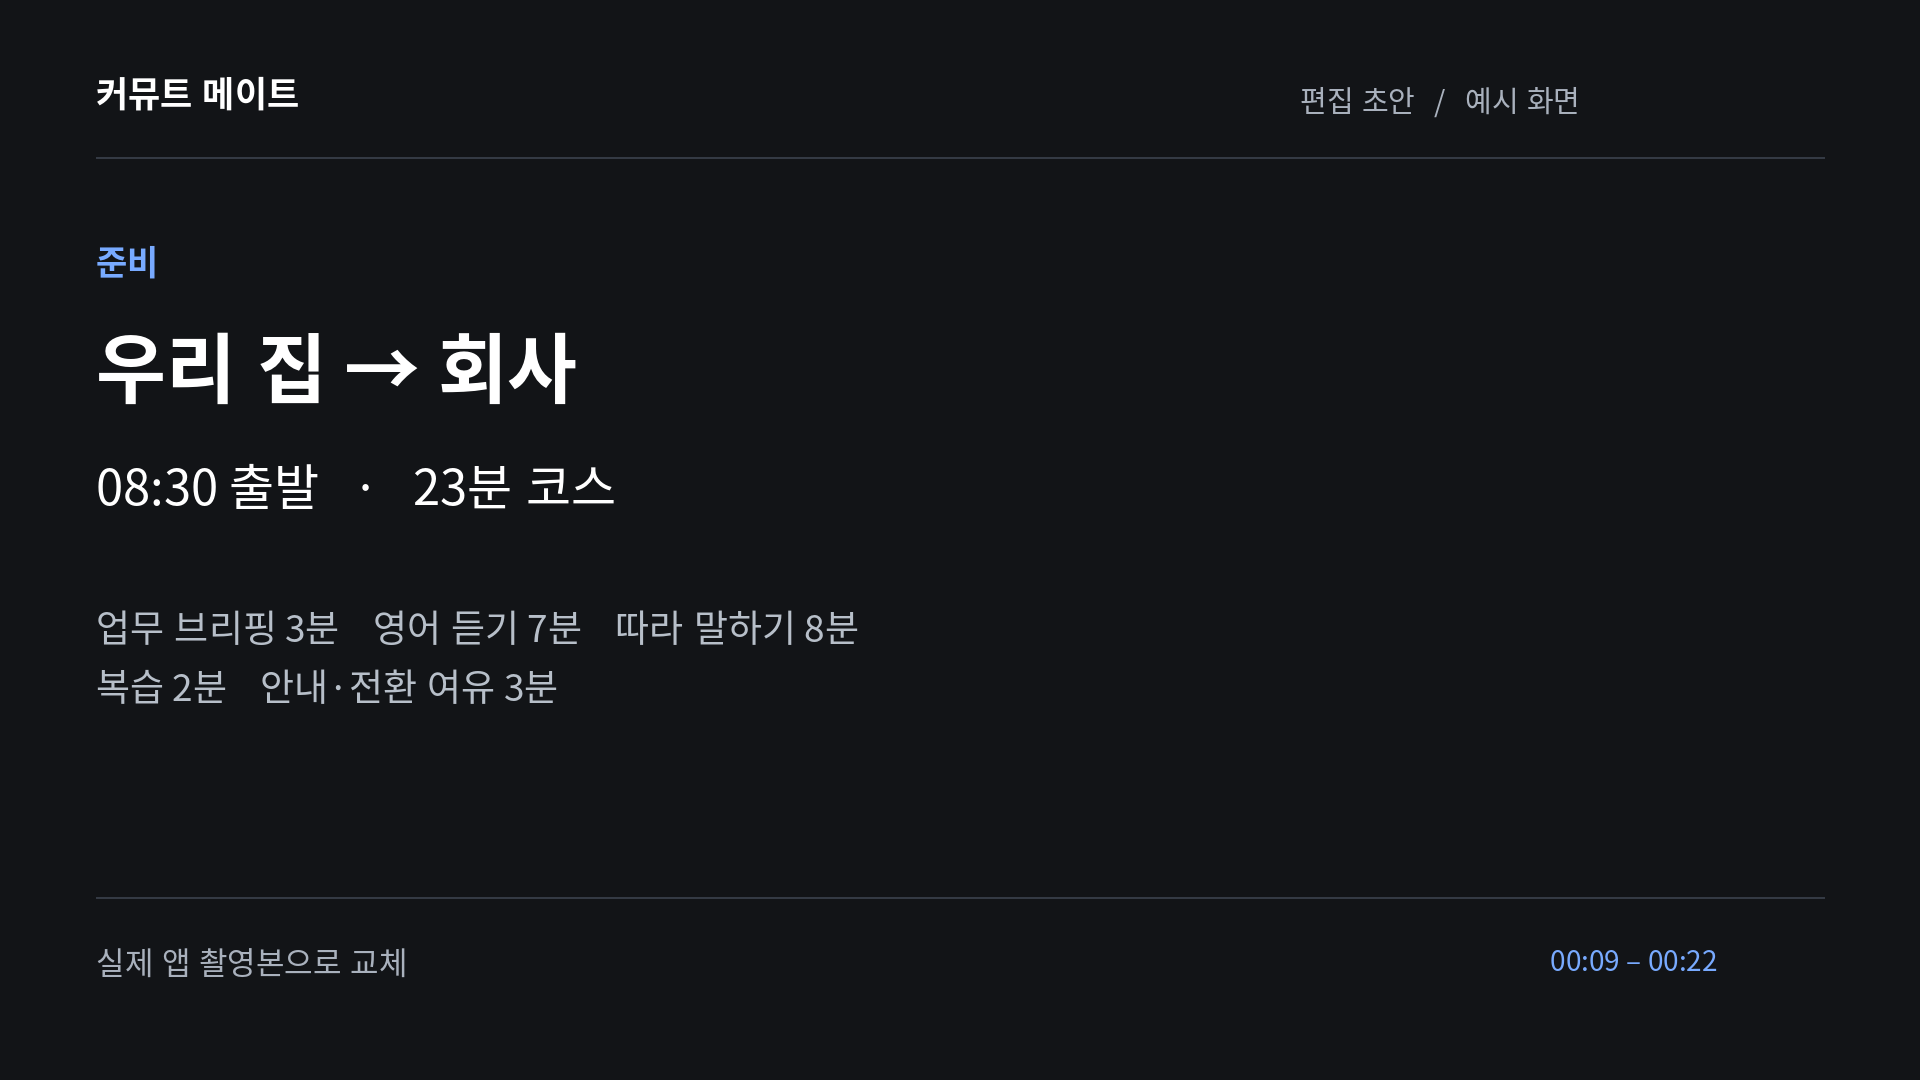 커뮤트 메이트
편집 초안 / 예시 화면
준비
우리 집 → 회사
08:30 출발 · 23분 코스
업무 브리핑 3분 영어 듣기 7분 따라 말하기 8분
복습 2분 안내·전환 여유 3분
실제 앱 촬영본으로 교체
00:09 – 00:22